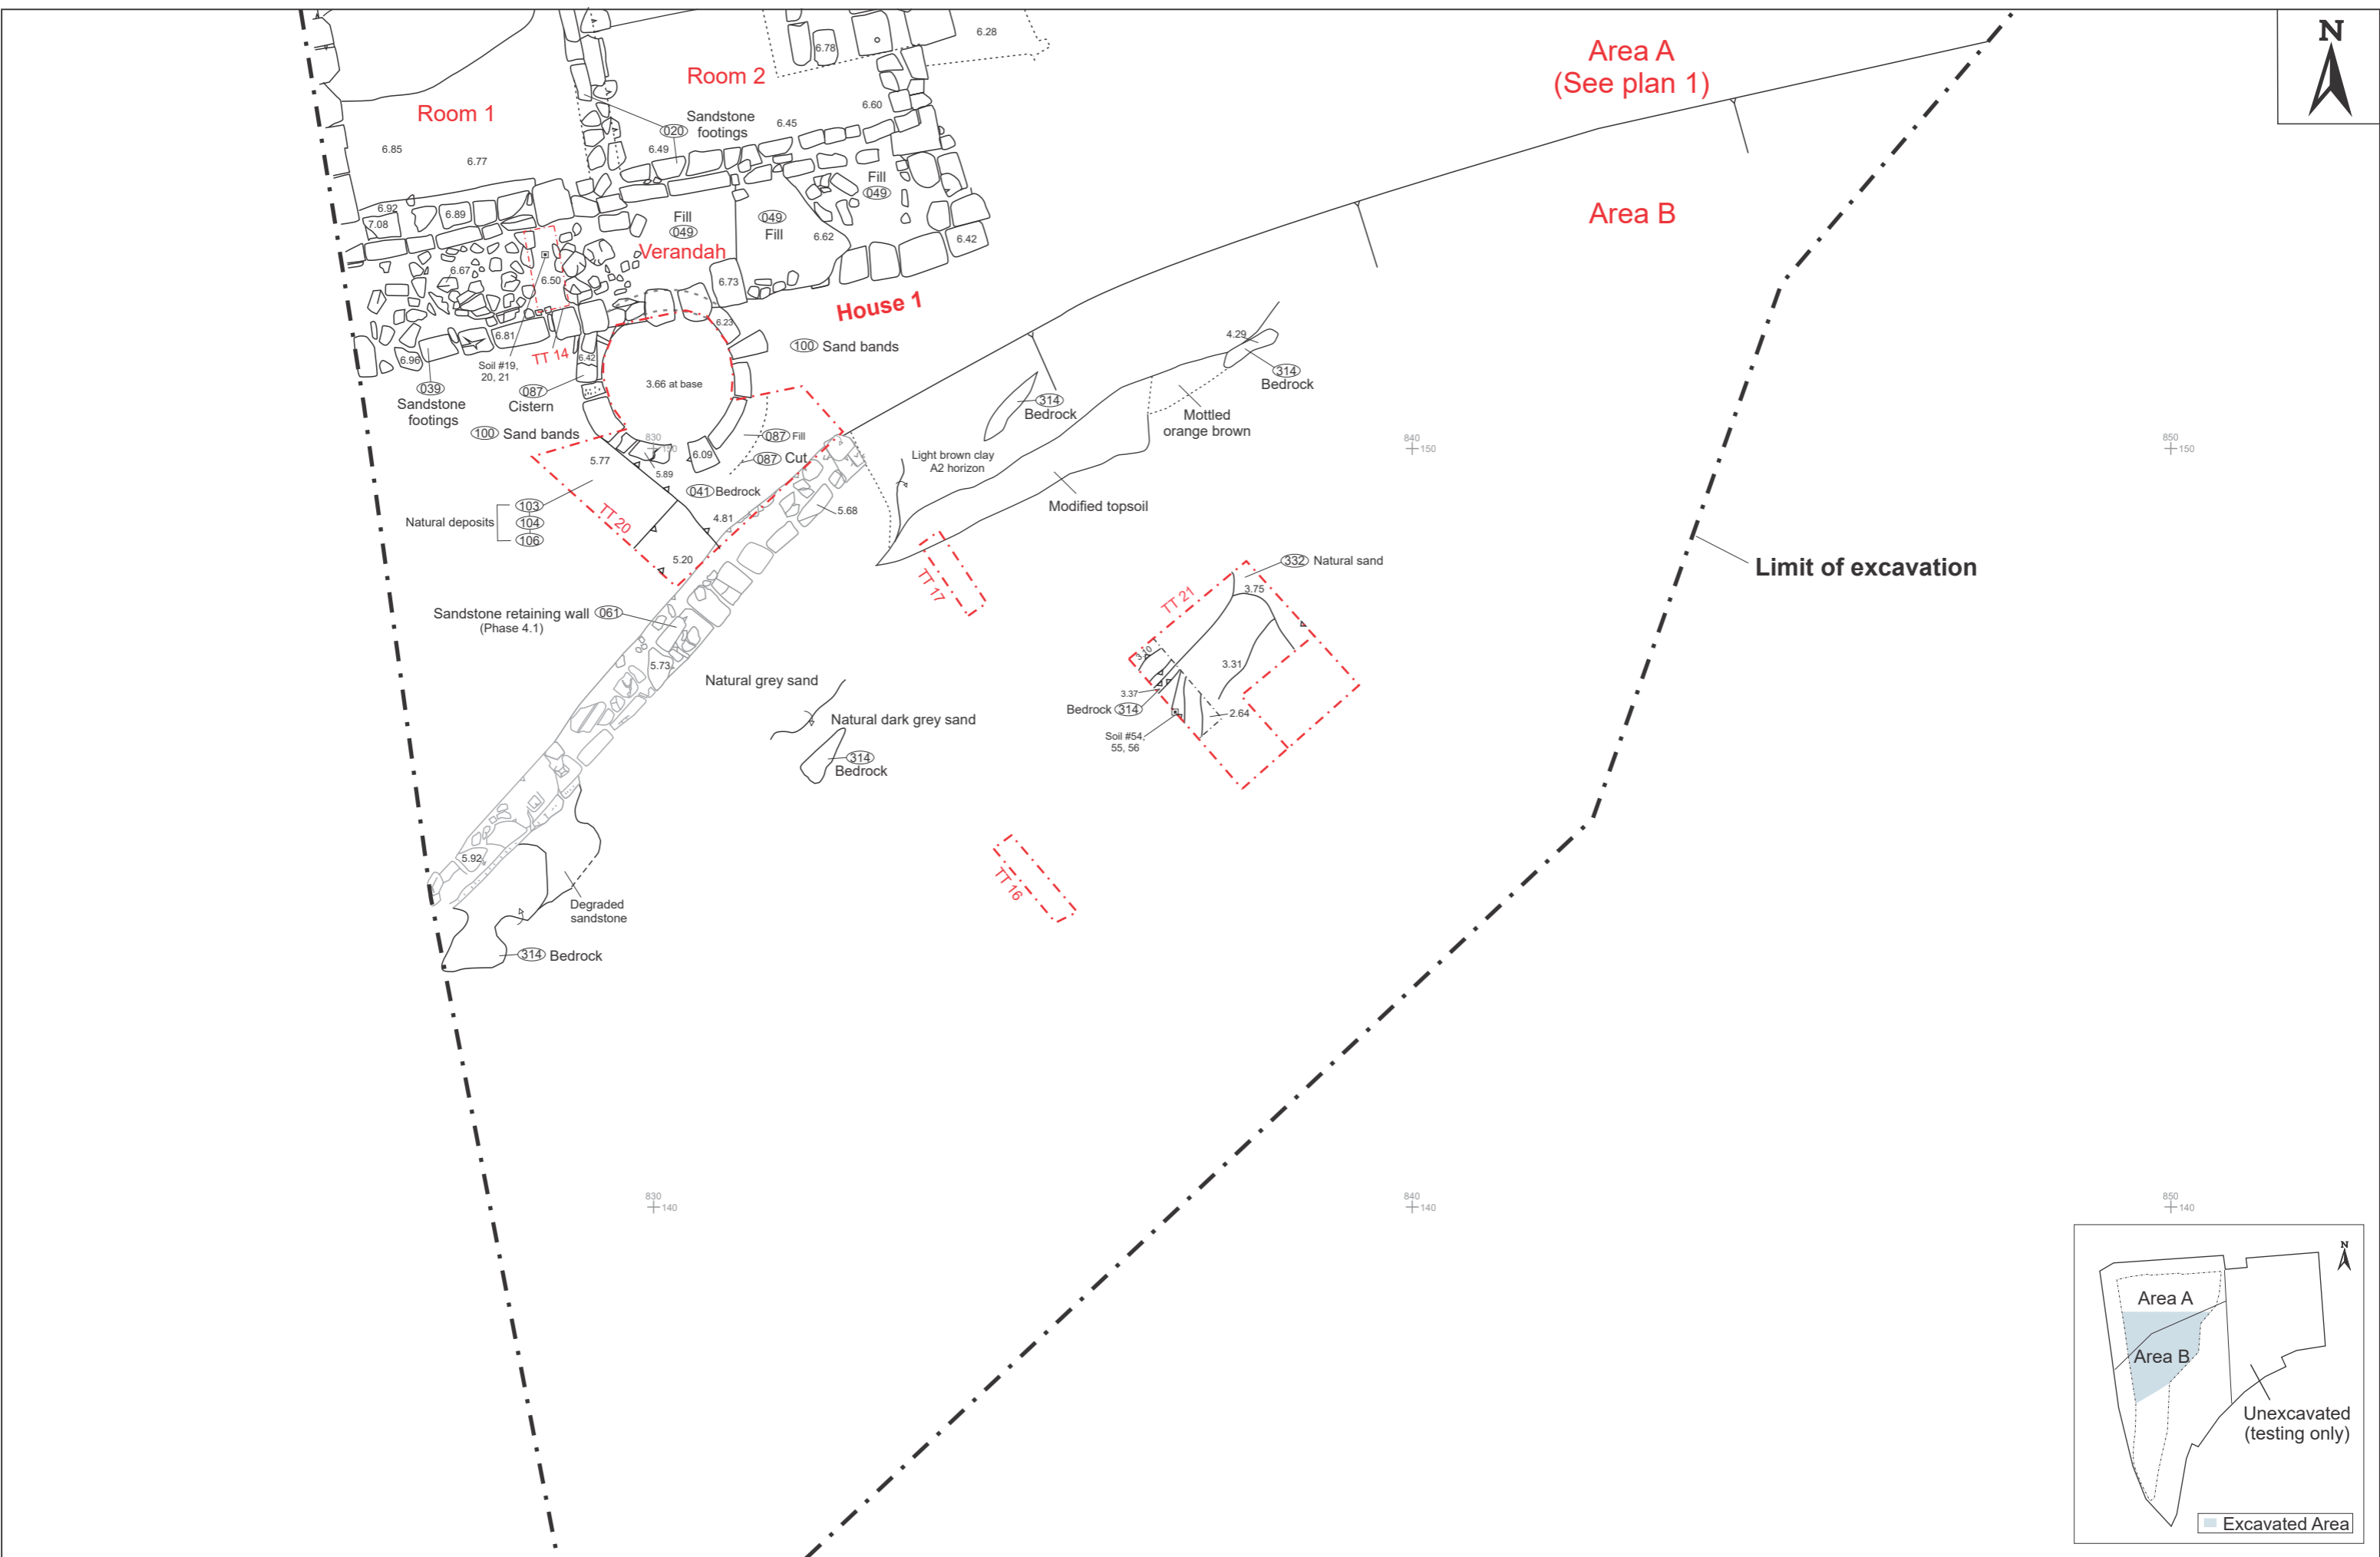 Area A
(See plan 1)
N
6.28
6.78
Room 2
Room 1
6.60
Sandstone
footings
020
6.45
6.49
6.85
6.77
Fill
049
6.92
7.08
6.89
Fill
049
049
Fill
6.62
6.42
Verandah
Area B
6.67
6.50
6.73
House 1
6.23
6.81
TT 14
6.42
6.96
Soil #19,
20, 21
100 Sand bands
3.66 at base
039
Sandstone
footings
087
Cistern
100 Sand bands
4.29
314
Bedrock
314
Bedrock
Mottled
orange brown
830
150
840
150
850
150
087 Fill
087 Cut
6.09
5.89
5.77
Light brown clay
A2 horizon
041 Bedrock
Modified topsoil
Natural deposits
103
104
106
TT 20
4.81
5.68
5.20
TT 17
332 Natural sand
3.75
Limit of excavation
TT 21
Sandstone retaining wall 061
(Phase 4.1)
5.73
3.10
3.31
3.37
Bedrock 314
2.64
Soil #54,
55, 56
Natural grey sand
Natural dark grey sand
314
Bedrock
5.92
TT 16
Degraded
sandstone
314 Bedrock
830
140
840
140
850
140
N
Area A
Area B
Unexcavated
(testing only)
Excavated Area